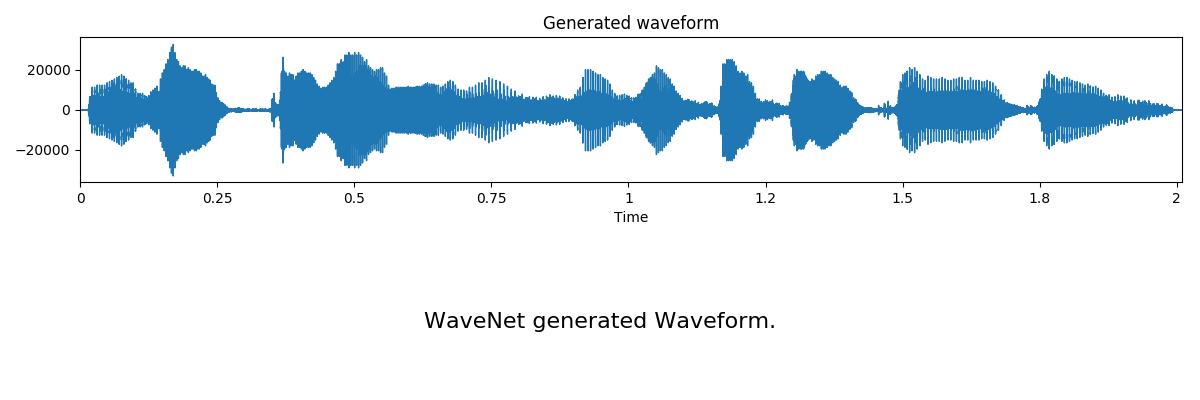 Generated waveform
20000
0
−20000
0 0.25 0.5 0.75 1 1.2 1.5 1.8 2
Time
WaveNet generated Waveform.